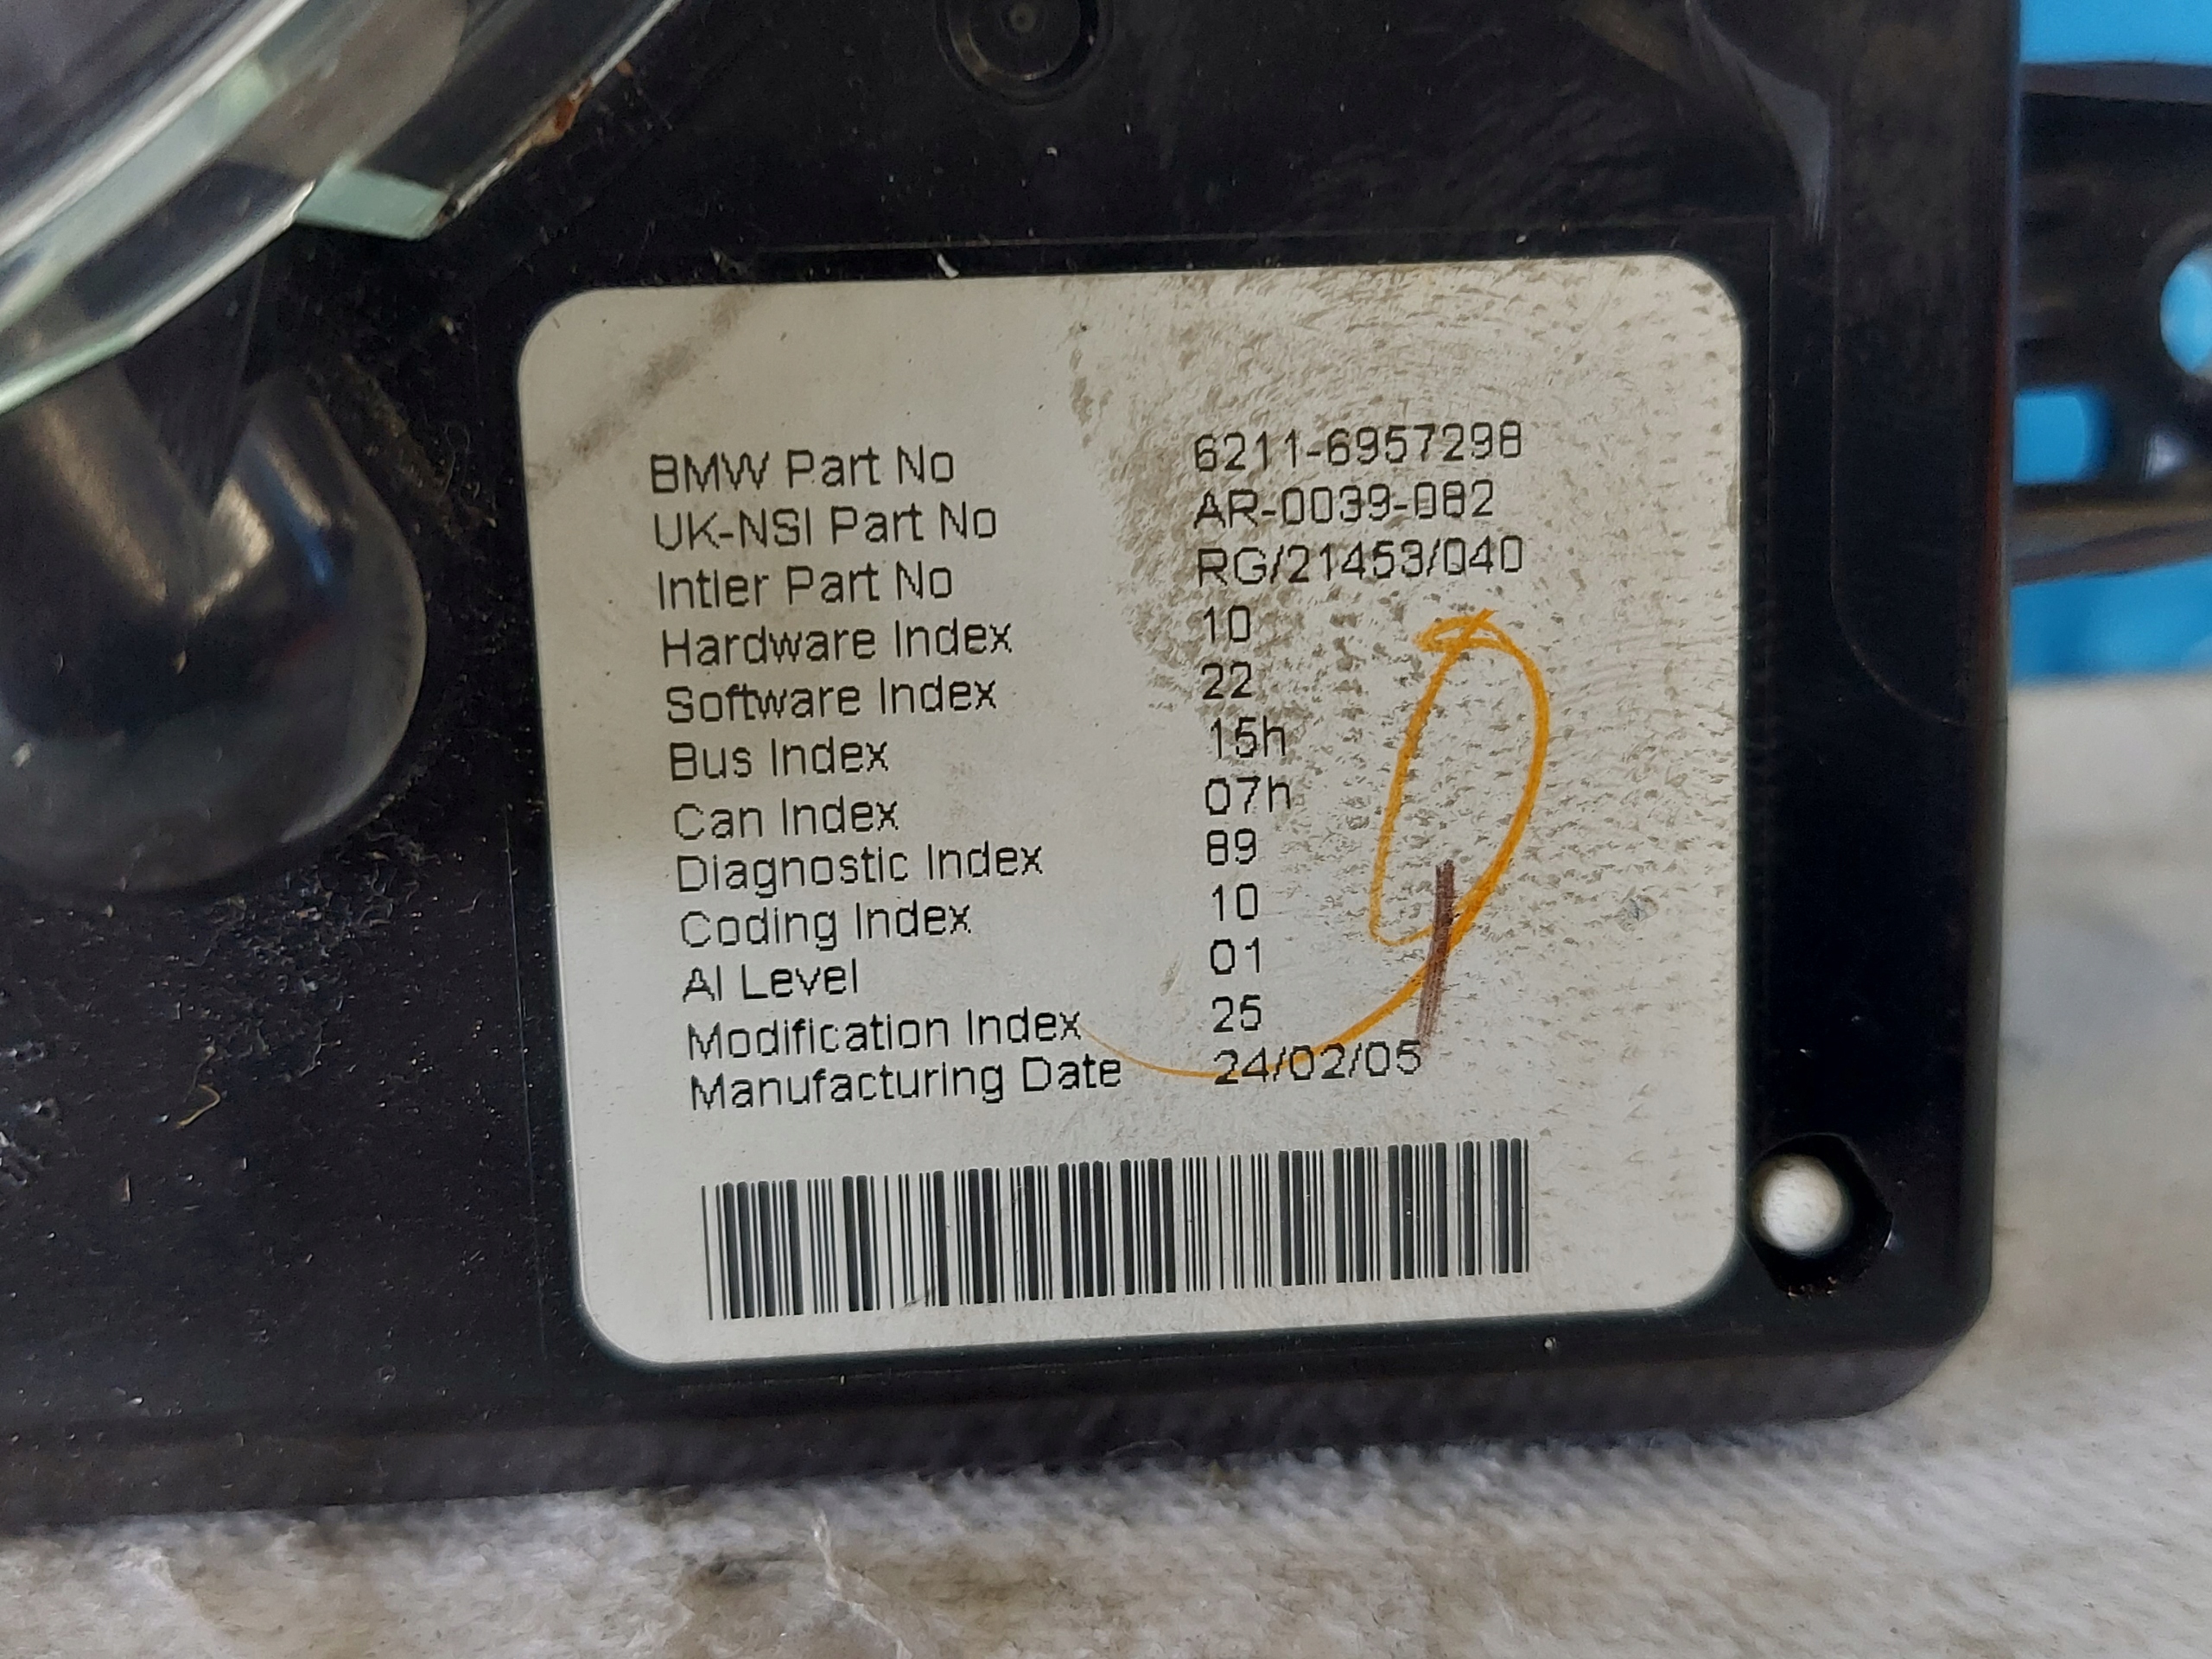 BMW Part No 6211-6957298
UK-NSI Part No AR-0039-082
Intier Part No RG/21453/040
Hardware Index 10
Software Index 22
Bus Index 15h
Can Index 07h
Diagnostic Index 89
Coding Index 10
AI Level 01
Modification Index 25
Manufacturing Date 24/02/05